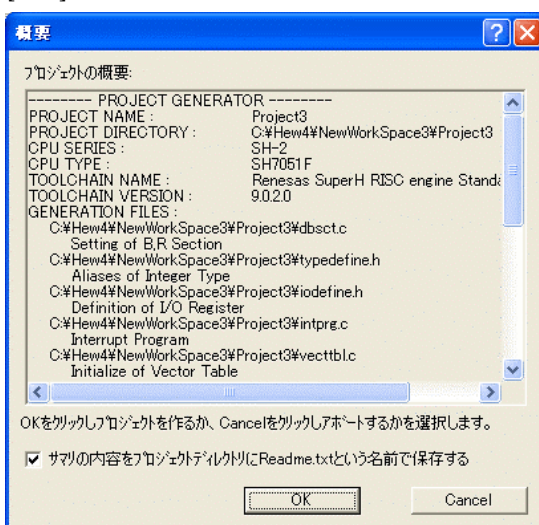 概要
プロジェクトの概要:
-------- PROJECT GENERATOR --------
PROJECT NAME : Project3
PROJECT DIRECTORY : C:¥Hew4¥NewWorkSpace3¥Project3
CPU SERIES : SH-2
CPU TYPE : SH7051F
TOOLCHAIN NAME : Renesas SuperH RISC engine Standa
TOOLCHAIN VERSION : 9.0.2.0
GENERATION FILES :
C:¥Hew4¥NewWorkSpace3¥Project3¥dbsct.c
Setting of B,R Section
C:¥Hew4¥NewWorkSpace3¥Project3¥typedefine.h
Aliases of Integer Type
C:¥Hew4¥NewWorkSpace3¥Project3¥iodefine.h
Definition of I/O Register
C:¥Hew4¥NewWorkSpace3¥Project3¥intprg.c
Interrupt Program
C:¥Hew4¥NewWorkSpace3¥Project3¥vecttbl.c
Initialize of Vector Table
OKをクリックしプロジェクトを作るか、Cancelをクリックしアボートするかを選択します。
サマリの内容をプロジェクトディレクトリにReadme.txtという名前で保存する
OK Cancel